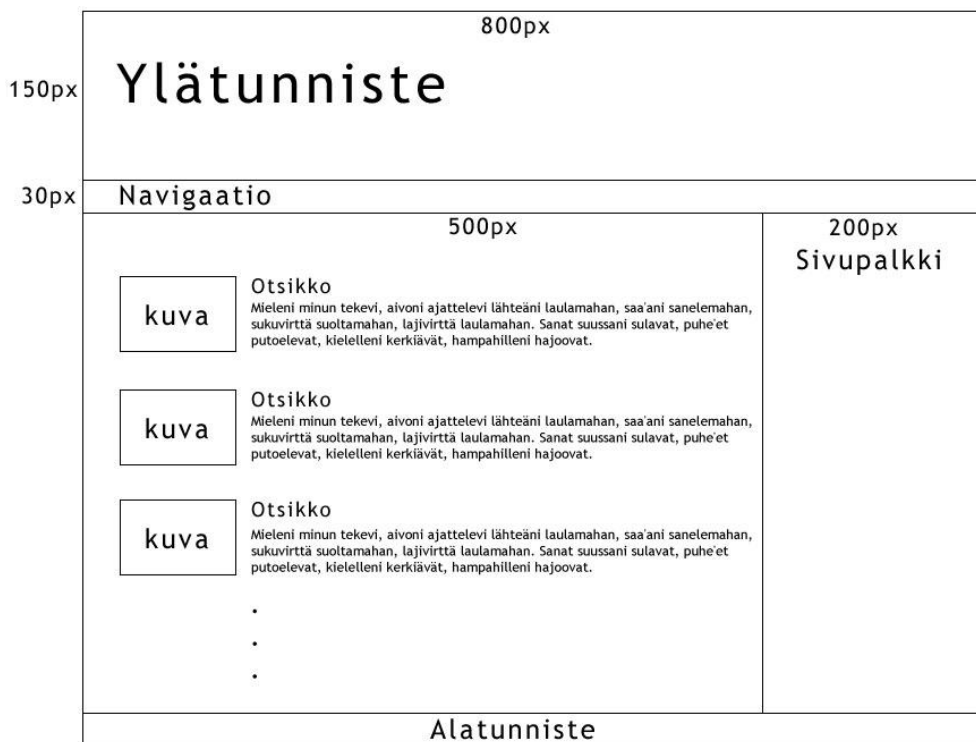 800px
150px
Ylätunniste
30px
Navigaatio
500px
200px
Sivupalkki
kuva
Otsikko
Mieleni minun tekevi, aivoni ajattelevi lähteäni laulamahan, saa'ani sanelemahan,
sukuvirttä suoltamahan, lajivirttä laulamahan. Sanat suussani sulavat, puhe'et
putoelevat, kielelleni kerkiävät, hampahilleni hajoovat.
kuva
Otsikko
Mieleni minun tekevi, aivoni ajattelevi lähteäni laulamahan, saa'ani sanelemahan,
sukuvirttä suoltamahan, lajivirttä laulamahan. Sanat suussani sulavat, puhe'et
putoelevat, kielelleni kerkiävät, hampahilleni hajoovat.
kuva
Otsikko
Mieleni minun tekevi, aivoni ajattelevi lähteäni laulamahan, saa'ani sanelemahan,
sukuvirttä suoltamahan, lajivirttä laulamahan. Sanat suussani sulavat, puhe'et
putoelevat, kielelleni kerkiävät, hampahilleni hajoovat.
.
.
.
Alatunniste